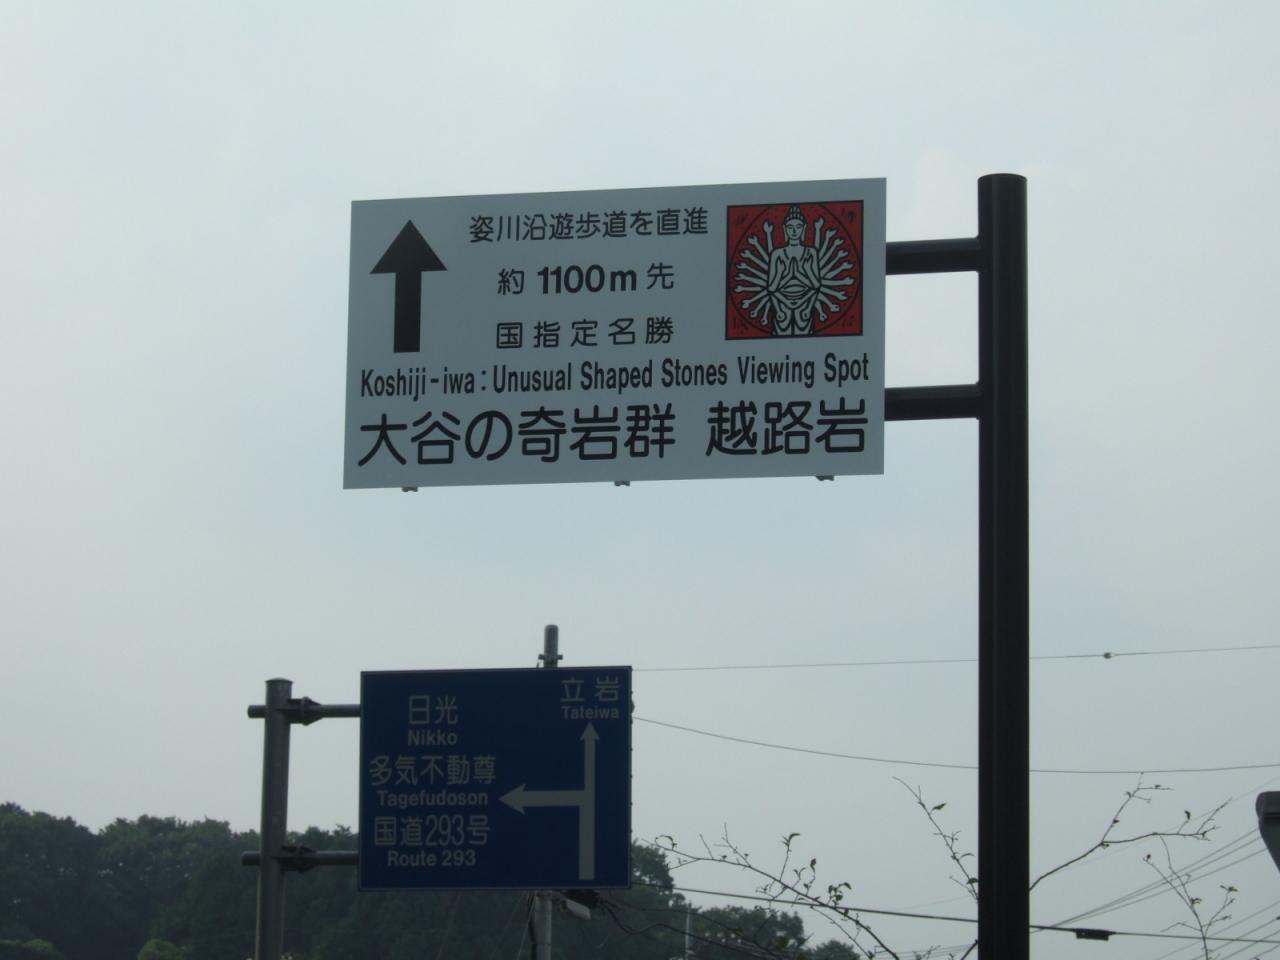 姿川沿遊歩道を直進
約 1100m 先
国指定名勝
Koshiji-iwa:Unusual Shaped Stones Viewing Spot
大谷の奇岩群 越路岩
立岩
Tateiwa
日光
Nikko
多気不動尊
Tagefudoson
国道293号
Route 293